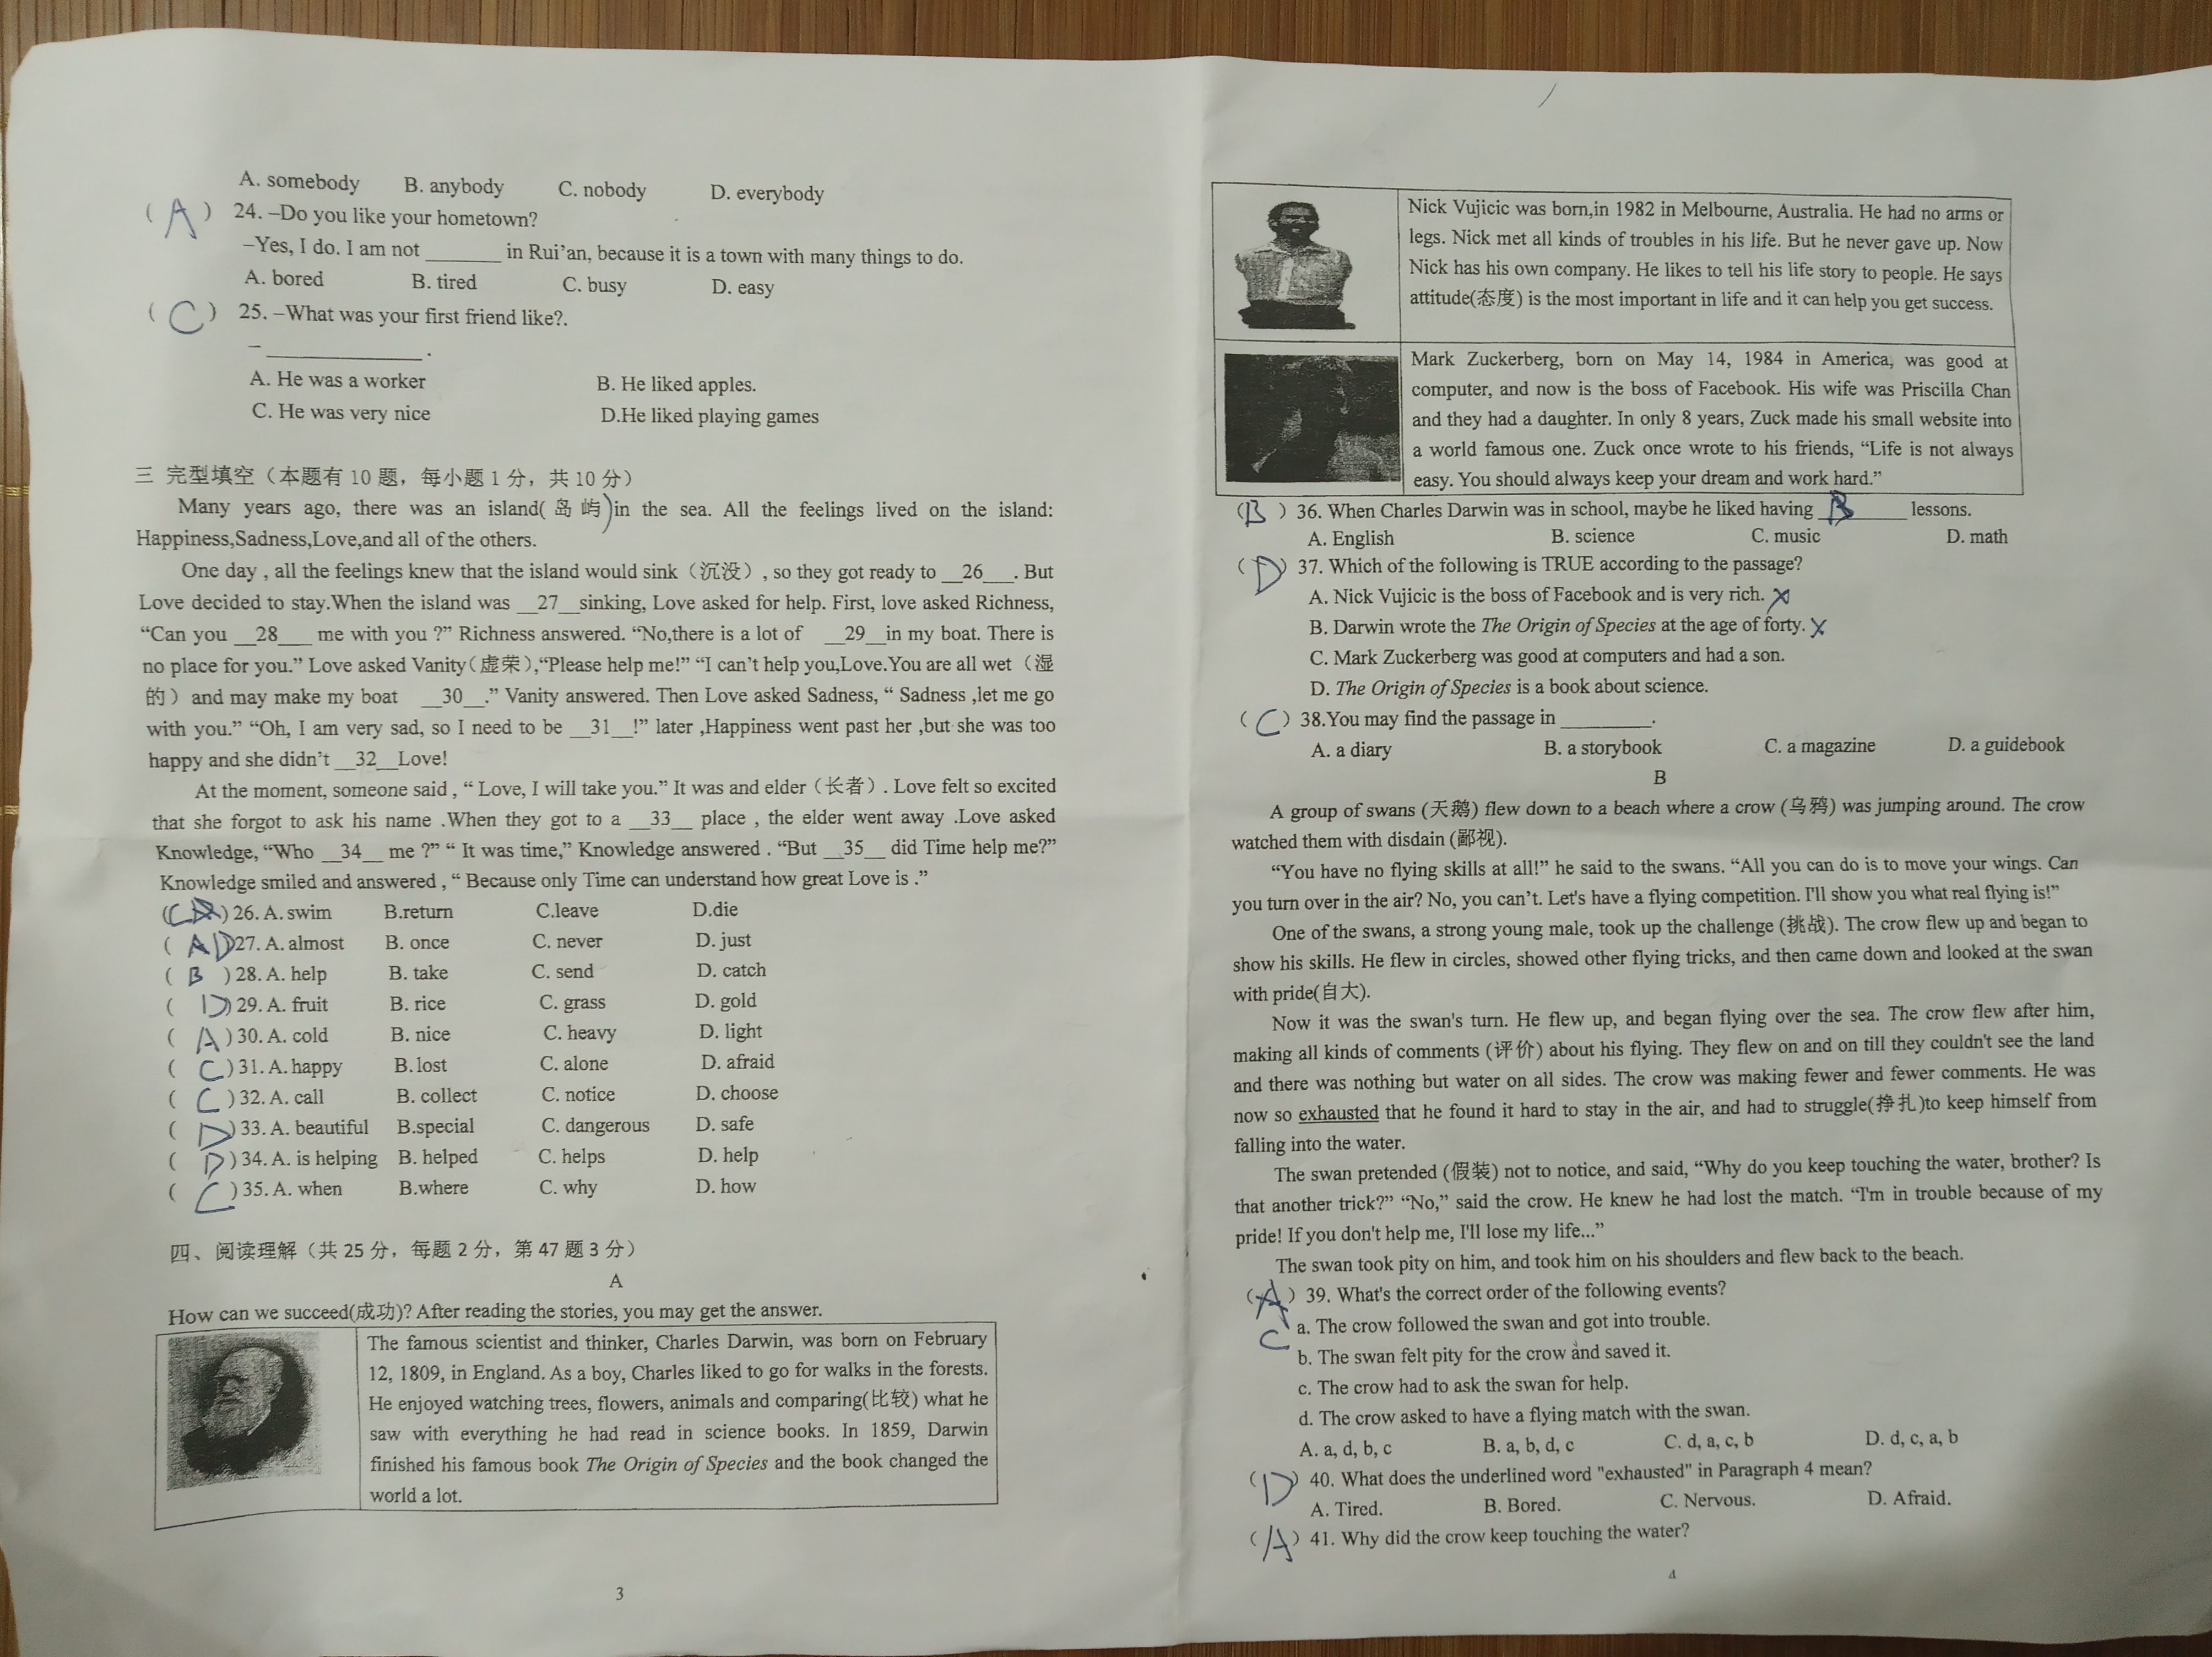 A. somebody B. anybody C. nobody D. everybody
( A ) 24. –Do you like your hometown?
–Yes, I do. I am not ________ in Rui’an, because it is a town with many things to do.
A. bored B. tired C. busy D. easy
( C ) 25. –What was your first friend like?.
– ________________.
A. He was a worker B. He liked apples.
C. He was very nice D.He liked playing games
三 完型填空（本题有 10 题，每小题 1 分，共 10 分）
Many years ago, there was an island( 岛 屿 )in the sea. All the feelings lived on the island:
Happiness,Sadness,Love,and all of the others.
One day , all the feelings knew that the island would sink（沉没）, so they got ready to __26___. But
Love decided to stay.When the island was __27__sinking, Love asked for help. First, love asked Richness,
“Can you __28___ me with you ?” Richness answered. “No,there is a lot of __29__in my boat. There is
no place for you.” Love asked Vanity（虚荣）,“Please help me!” “I can’t help you,Love.You are all wet（湿
的）and may make my boat __30__.” Vanity answered. Then Love asked Sadness, “ Sadness ,let me go
with you.” “Oh, I am very sad, so I need to be __31__!” later ,Happiness went past her ,but she was too
happy and she didn’t __32__Love!
At the moment, someone said , “ Love, I will take you.” It was and elder（长者）. Love felt so excited
that she forgot to ask his name .When they got to a __33__ place , the elder went away .Love asked
Knowledge, “Who __34__ me ?” “ It was time,” Knowledge answered . “But __35__ did Time help me?”
Knowledge smiled and answered , “ Because only Time can understand how great Love is .”
( C ) 26. A. swim B.return C.leave D.die
( A D 27. A. almost B. once C. never D. just
( B ) 28. A. help B. take C. send D. catch
( D ) 29. A. fruit B. rice C. grass D. gold
( A ) 30. A. cold B. nice C. heavy D. light
( C ) 31. A. happy B. lost C. alone D. afraid
( C ) 32. A. call B. collect C. notice D. choose
( D ) 33. A. beautiful B.special C. dangerous D. safe
( D ) 34. A. is helping B. helped C. helps D. help
( C ) 35. A. when B.where C. why D. how
四、阅读理解（共 25 分，每题 2 分，第 47 题 3 分）
A
How can we succeed(成功)? After reading the stories, you may get the answer.
The famous scientist and thinker, Charles Darwin, was born on February
12, 1809, in England. As a boy, Charles liked to go for walks in the forests.
He enjoyed watching trees, flowers, animals and comparing(比较) what he
saw with everything he had read in science books. In 1859, Darwin
finished his famous book The Origin of Species and the book changed the
world a lot.
3
Nick Vujicic was born,in 1982 in Melbourne, Australia. He had no arms or
legs. Nick met all kinds of troubles in his life. But he never gave up. Now
Nick has his own company. He likes to tell his life story to people. He says
attitude(态度) is the most important in life and it can help you get success.
Mark Zuckerberg, born on May 14, 1984 in America, was good at
computer, and now is the boss of Facebook. His wife was Priscilla Chan
and they had a daughter. In only 8 years, Zuck made his small website into
a world famous one. Zuck once wrote to his friends, “Life is not always
easy. You should always keep your dream and work hard.”
( B ) 36. When Charles Darwin was in school, maybe he liked having __B__ lessons.
A. English B. science C. music D. math
( D ) 37. Which of the following is TRUE according to the passage?
A. Nick Vujicic is the boss of Facebook and is very rich. X
B. Darwin wrote the The Origin of Species at the age of forty. X
C. Mark Zuckerberg was good at computers and had a son.
D. The Origin of Species is a book about science.
( C ) 38.You may find the passage in _________.
A. a diary B. a storybook C. a magazine D. a guidebook
B
A group of swans (天鹅) flew down to a beach where a crow (乌鸦) was jumping around. The crow
watched them with disdain (鄙视).
“You have no flying skills at all!” he said to the swans. “All you can do is to move your wings. Can
you turn over in the air? No, you can’t. Let's have a flying competition. I'll show you what real flying is!”
One of the swans, a strong young male, took up the challenge (挑战). The crow flew up and began to
show his skills. He flew in circles, showed other flying tricks, and then came down and looked at the swan
with pride(自大).
Now it was the swan's turn. He flew up, and began flying over the sea. The crow flew after him,
making all kinds of comments (评价) about his flying. They flew on and on till they couldn't see the land
and there was nothing but water on all sides. The crow was making fewer and fewer comments. He was
now so exhausted that he found it hard to stay in the air, and had to struggle(挣扎)to keep himself from
falling into the water.
The swan pretended (假装) not to notice, and said, “Why do you keep touching the water, brother? Is
that another trick?” “No,” said the crow. He knew he had lost the match. “I'm in trouble because of my
pride! If you don't help me, I'll lose my life...”
The swan took pity on him, and took him on his shoulders and flew back to the beach.
( A ) 39. What's the correct order of the following events?
C a. The crow followed the swan and got into trouble.
b. The swan felt pity for the crow and saved it.
c. The crow had to ask the swan for help.
d. The crow asked to have a flying match with the swan.
A. a, d, b, c B. a, b, d, c C. d, a, c, b D. d, c, a, b
( D ) 40. What does the underlined word "exhausted" in Paragraph 4 mean?
A. Tired. B. Bored. C. Nervous. D. Afraid.
( A ) 41. Why did the crow keep touching the water?
4